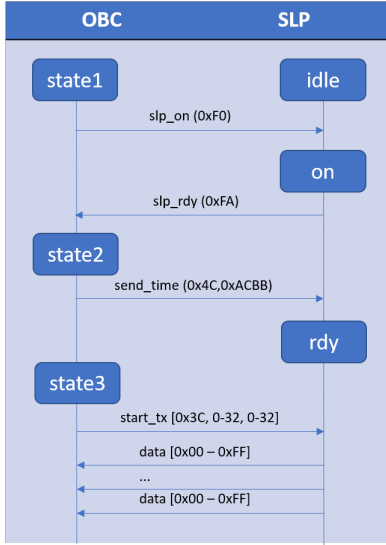 OBC SLP
state1 idle
slp_on (0xF0)
on
slp_rdy (0xFA)
state2
send_time (0x4C,0xACBB)
rdy
state3
start_tx [0x3C, 0-32, 0-32]
data [0x00 – 0xFF]
...
data [0x00 – 0xFF]